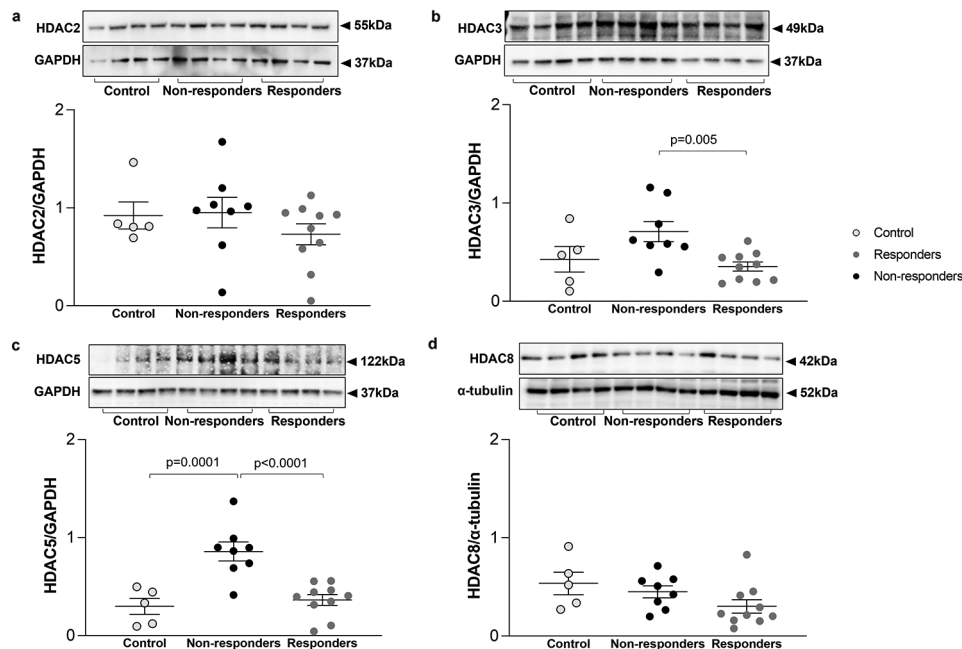 a
HDAC2
55kDa
GAPDH
37kDa
Control Non-responders Responders
HDAC2/GAPDH
2
1
0
Control Non-responders Responders
b
HDAC3
49kDa
GAPDH
37kDa
Control Non-responders Responders
HDAC3/GAPDH
2
1
0
p=0.005
Control Non-responders Responders
Control
Responders
Non-responders
c
HDAC5
122kDa
GAPDH
37kDa
Control Non-responders Responders
HDAC5/GAPDH
2
1
0
p=0.0001 p<0.0001
Control Non-responders Responders
d
HDAC8
42kDa
α-tubulin
52kDa
Control Non-responders Responders
HDAC8/α-tubulin
2
1
0
Control Non-responders Responders